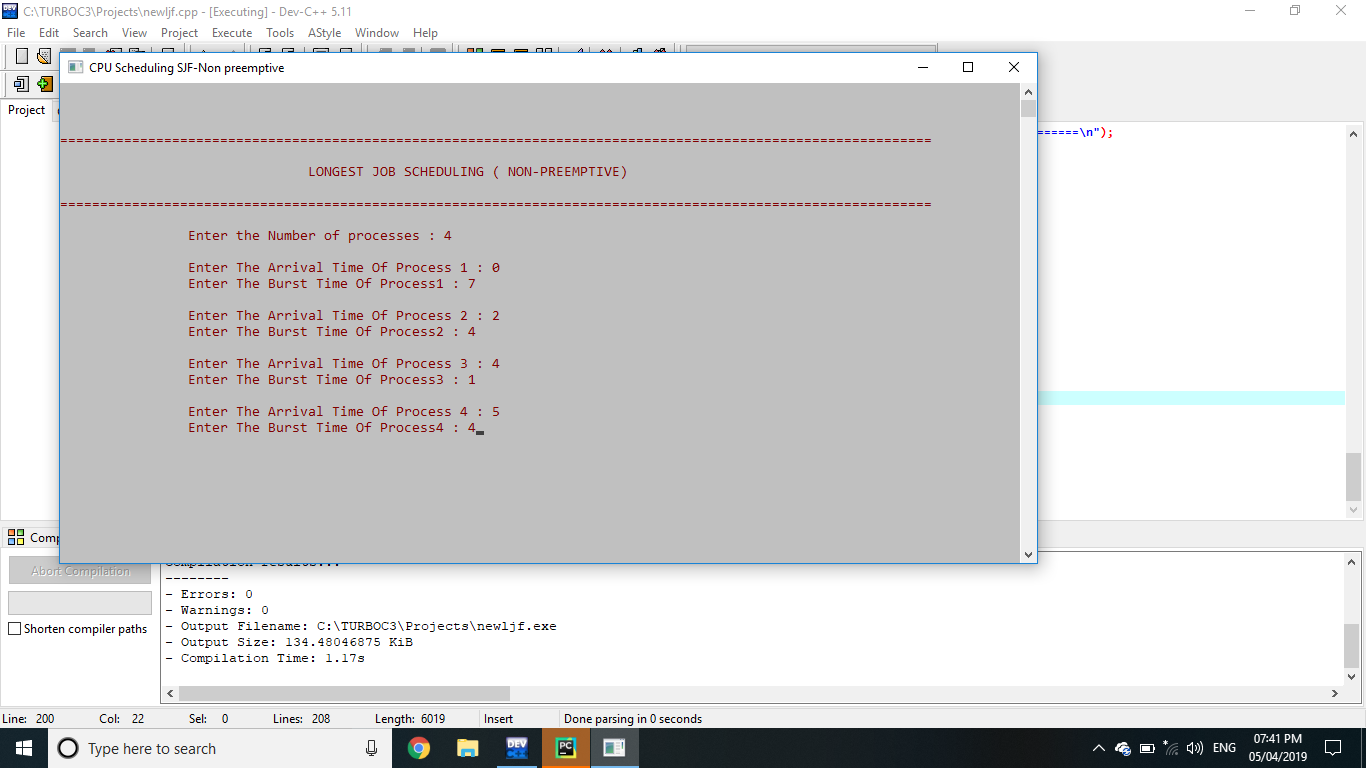 C:\TURBOC3\Projects\newljf.cpp - [Executing] - Dev-C++ 5.11
File Edit Search View Project Execute Tools AStyle Window Help
CPU Scheduling SJF-Non preemptive
Project
======\n");
=============================================================================================================
LONGEST JOB SCHEDULING ( NON-PREEMPTIVE)
=============================================================================================================
Enter the Number of processes : 4
Enter The Arrival Time Of Process 1 : 0
Enter The Burst Time Of Process1 : 7
Enter The Arrival Time Of Process 2 : 2
Enter The Burst Time Of Process2 : 4
Enter The Arrival Time Of Process 3 : 4
Enter The Burst Time Of Process3 : 1
Enter The Arrival Time Of Process 4 : 5
Enter The Burst Time Of Process4 : 4
Comp
Abort Compilation
Shorten compiler paths
Compilation results...
--------
- Errors: 0
- Warnings: 0
- Output Filename: C:\TURBOC3\Projects\newljf.exe
- Output Size: 134.48046875 KiB
- Compilation Time: 1.17s
Line: 200 Col: 22 Sel: 0 Lines: 208 Length: 6019 Insert Done parsing in 0 seconds
Type here to search
DEV
PC
ENG
07:41 PM
05/04/2019